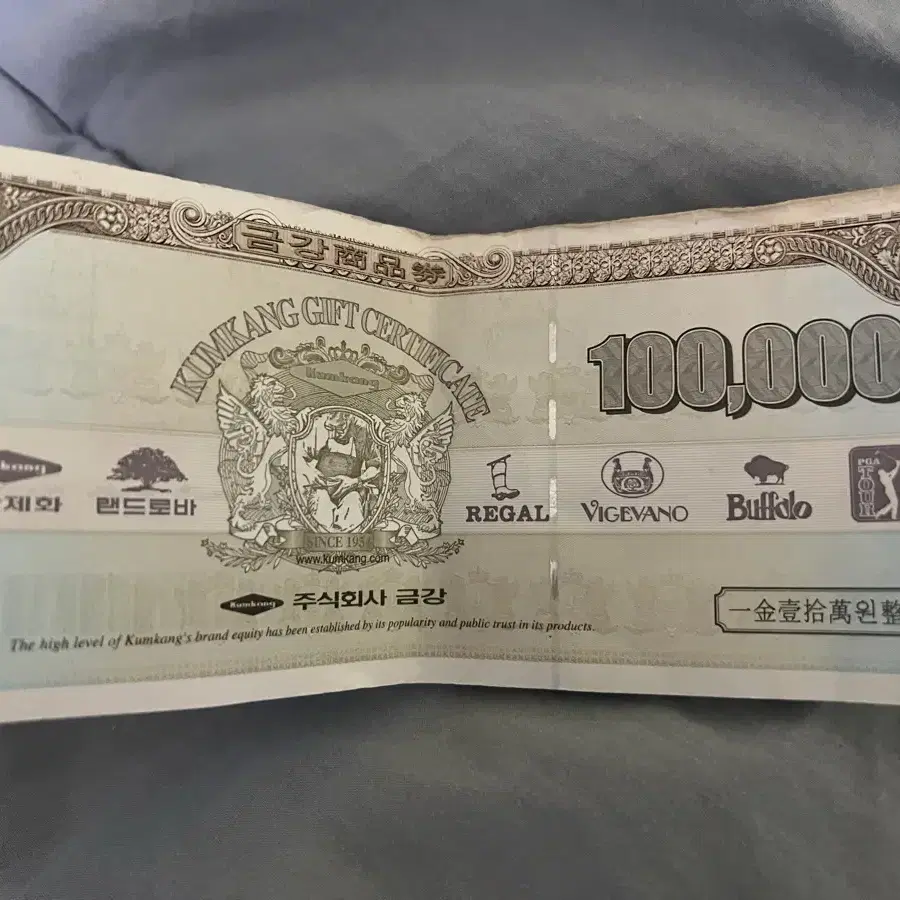 금강商品券
KUMKANG GIFT CERTIFICATE
100,000
Kumkang
제화
랜드로바
SINCE 1954
www.kumkang.com
REGAL
VIGEVANO
Buffalo
PGA TOUR
Kumkang 주식회사 금강
一金壹拾萬원整
The high level of Kumkang's brand equity has been established by its popularity and public trust in its products.